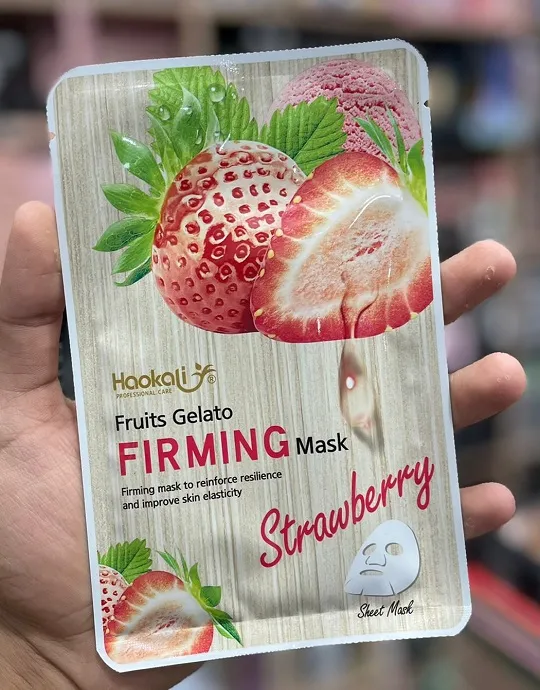 Haokali®
PROFESSIONAL CARE
Fruits Gelato
FIRMING Mask
Firming mask to reinforce resilience
and improve skin elasticity
Strawberry
Sheet Mask